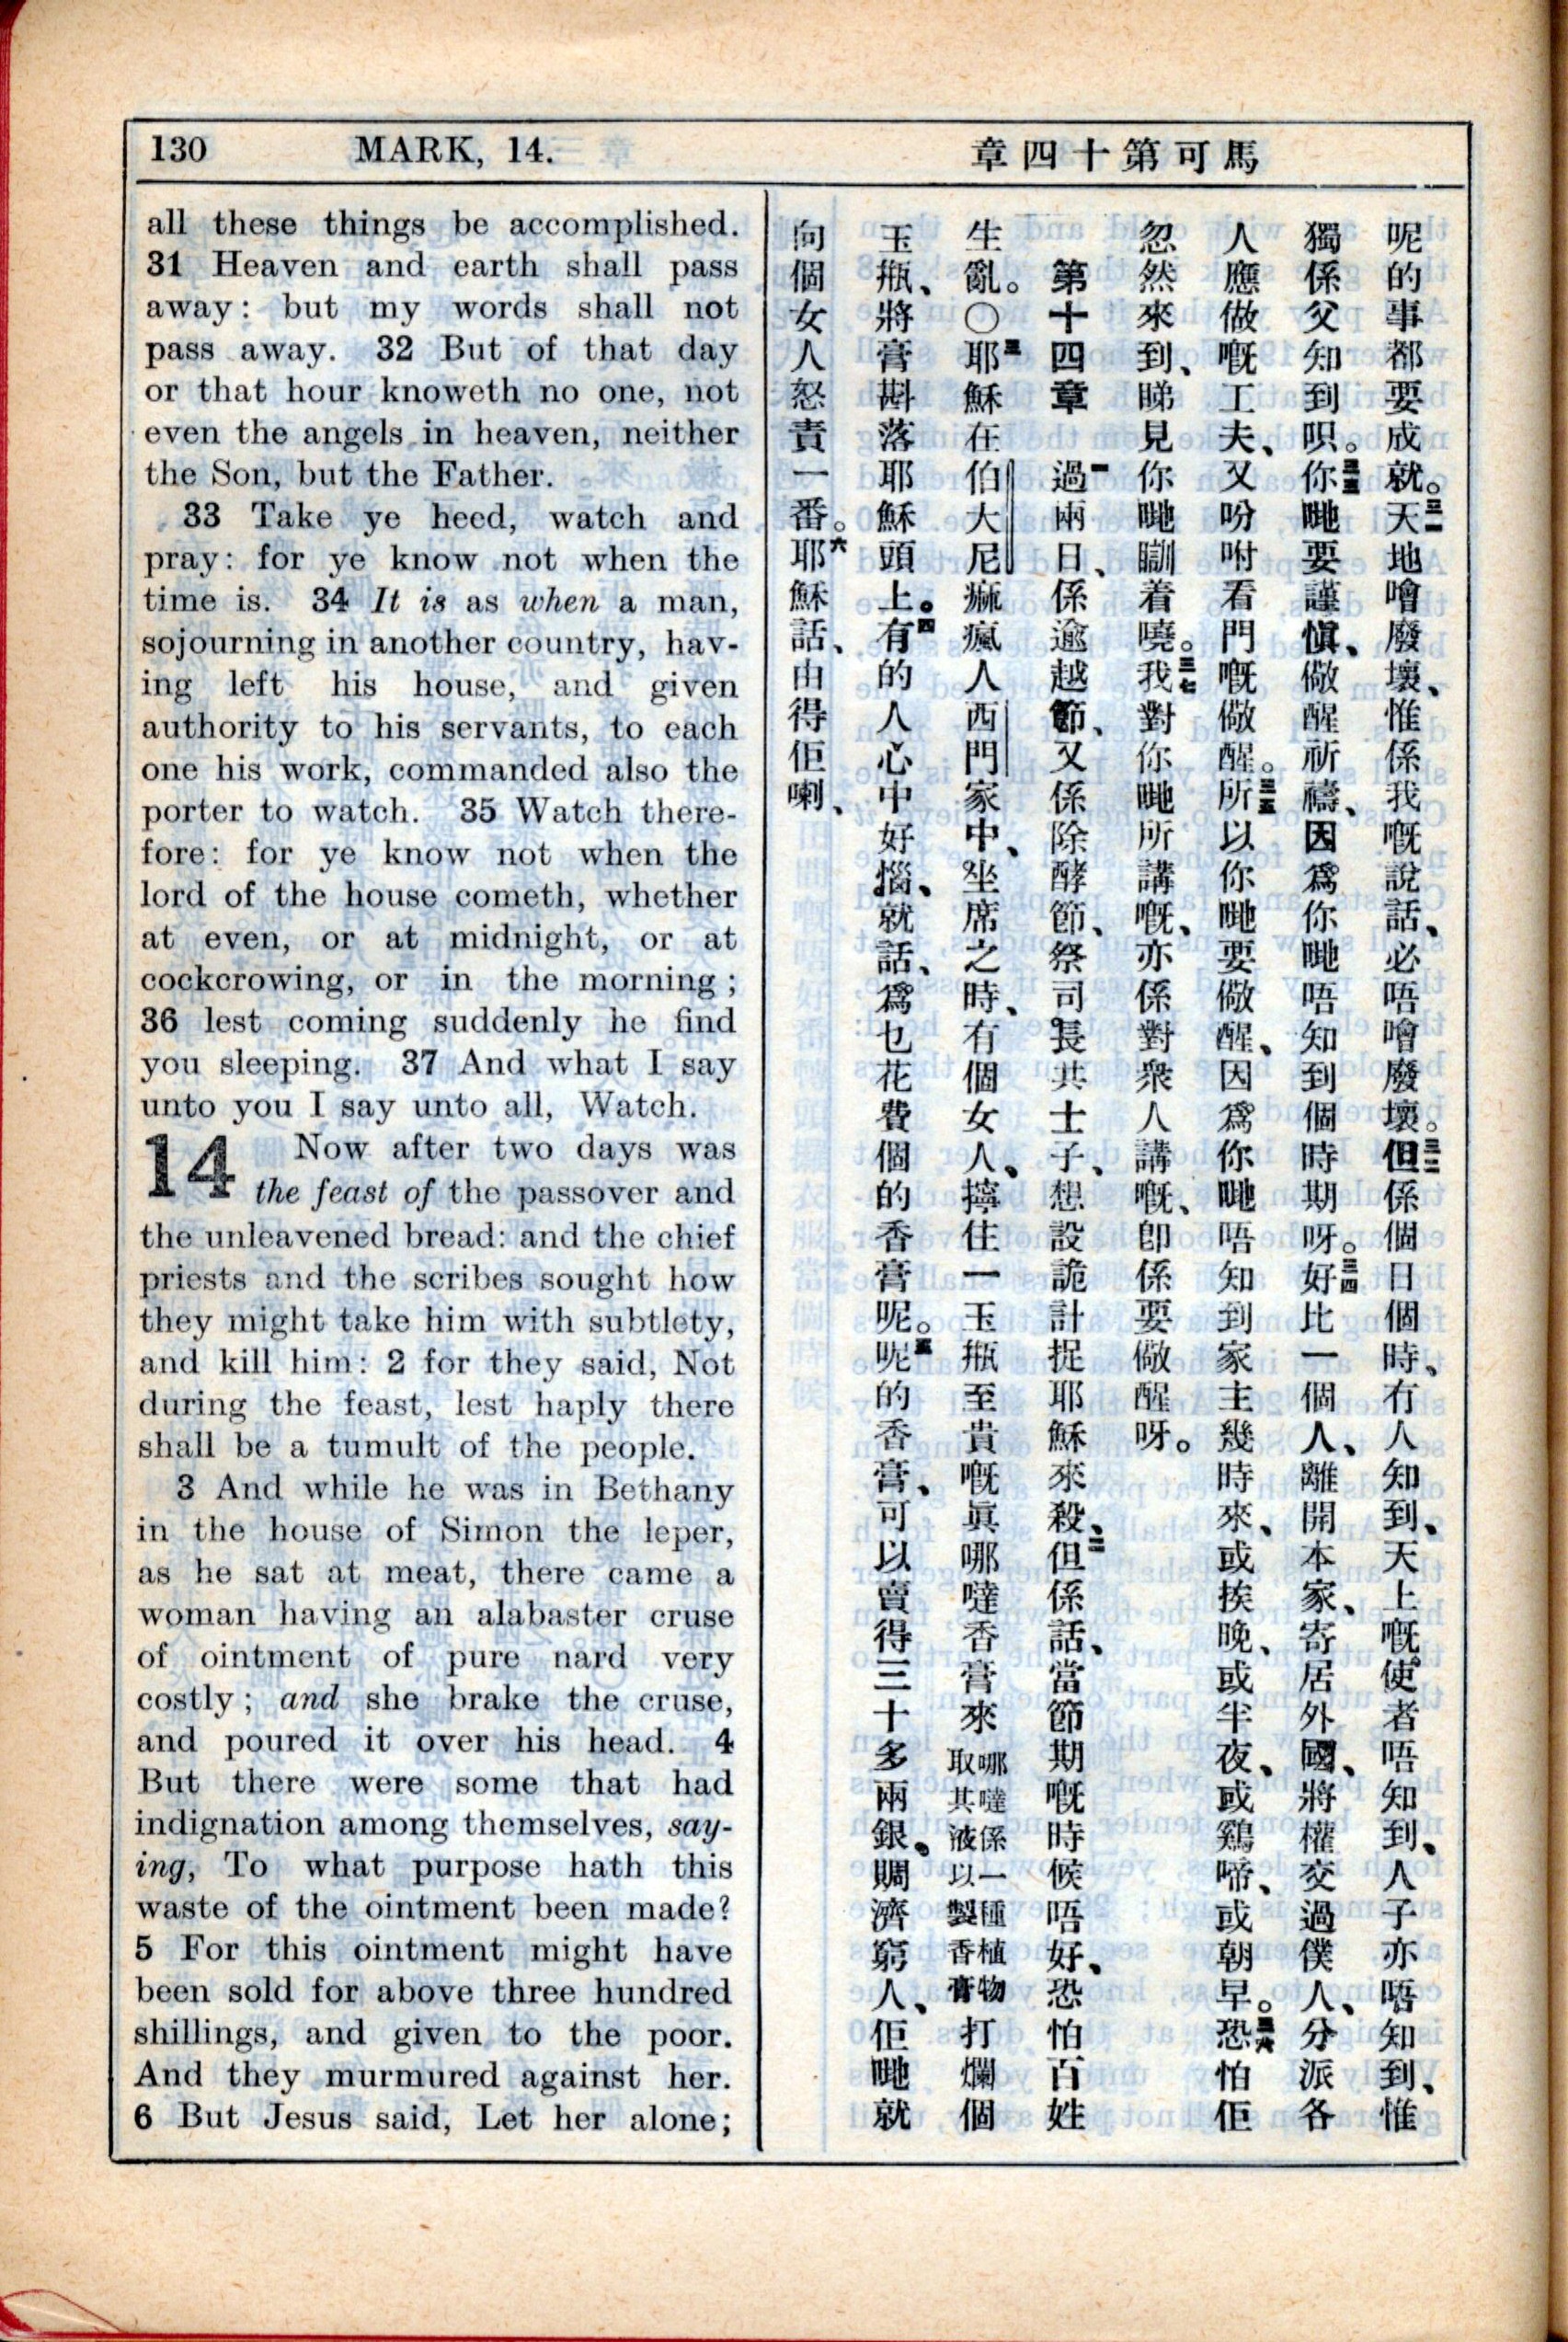 130 MARK, 14.
馬可第十四章
all these things be accomplished.
31 Heaven and earth shall pass
away: but my words shall not
pass away. 32 But of that day
or that hour knoweth no one, not
even the angels in heaven, neither
the Son, but the Father.
33 Take ye heed, watch and
pray: for ye know not when the
time is. 34 It is as when a man,
sojourning in another country, hav-
ing left his house, and given
authority to his servants, to each
one his work, commanded also the
porter to watch. 35 Watch there-
fore: for ye know not when the
lord of the house cometh, whether
at even, or at midnight, or at
cockcrowing, or in the morning;
36 lest coming suddenly he find
you sleeping. 37 And what I say
unto you I say unto all, Watch.
14 Now after two days was
the feast of the passover and
the unleavened bread: and the chief
priests and the scribes sought how
they might take him with subtlety,
and kill him: 2 for they said, Not
during the feast, lest haply there
shall be a tumult of the people.
3 And while he was in Bethany
in the house of Simon the leper,
as he sat at meat, there came a
woman having an alabaster cruse
of ointment of pure nard very
costly; and she brake the cruse,
and poured it over his head. 4
But there were some that had
indignation among themselves, say-
ing, To what purpose hath this
waste of the ointment been made?
5 For this ointment might have
been sold for above three hundred
shillings, and given to the poor.
And they murmured against her.
6 But Jesus said, Let her alone;
呢的事都要成就。三一天地噲廢壞、惟係我嘅說話、必唔噲廢壞。三二但係個日個時、冇人知到、天上嘅使者唔知到、人子亦唔知到、惟
獨係父知到呮。三三你哋要謹愼、儆醒祈禱、因爲你哋唔知到個時期呀。三四好比一個人、離開本家、寄居外國、將權交過僕人、分派各
人應做嘅工夫、又吩咐看門嘅儆醒。三五所以你哋要儆醒、因爲你哋唔知到家主幾時來、或挨晚、或半夜、或鷄啼、或朝早。三六恐怕佢
忽然來到、睇見你哋瞓着嘵。三七我對你哋所講嘅、亦係對衆人講嘅、卽係要儆醒呀。
第十四章 一過兩日、係逾越節、又係除酵節、祭司長共士子、想設詭計捉耶穌來殺、二但係話、當節期嘅時候唔好、恐怕百姓
生亂。〇三耶穌在伯大尼痲瘋人西門家中、坐席之時、有個女人、擰住一玉瓶至貴嘅眞哪噠香膏來哪噠係一種植物取其液以製香膏打爛個
玉瓶、將膏斟落耶穌頭上。四有的人心中好惱、就話、爲乜花費個的香膏呢。五呢的香膏、可以賣得三十多兩銀、賙濟窮人、佢哋就
向個女人怒責一番。六耶穌話、由得佢喇、